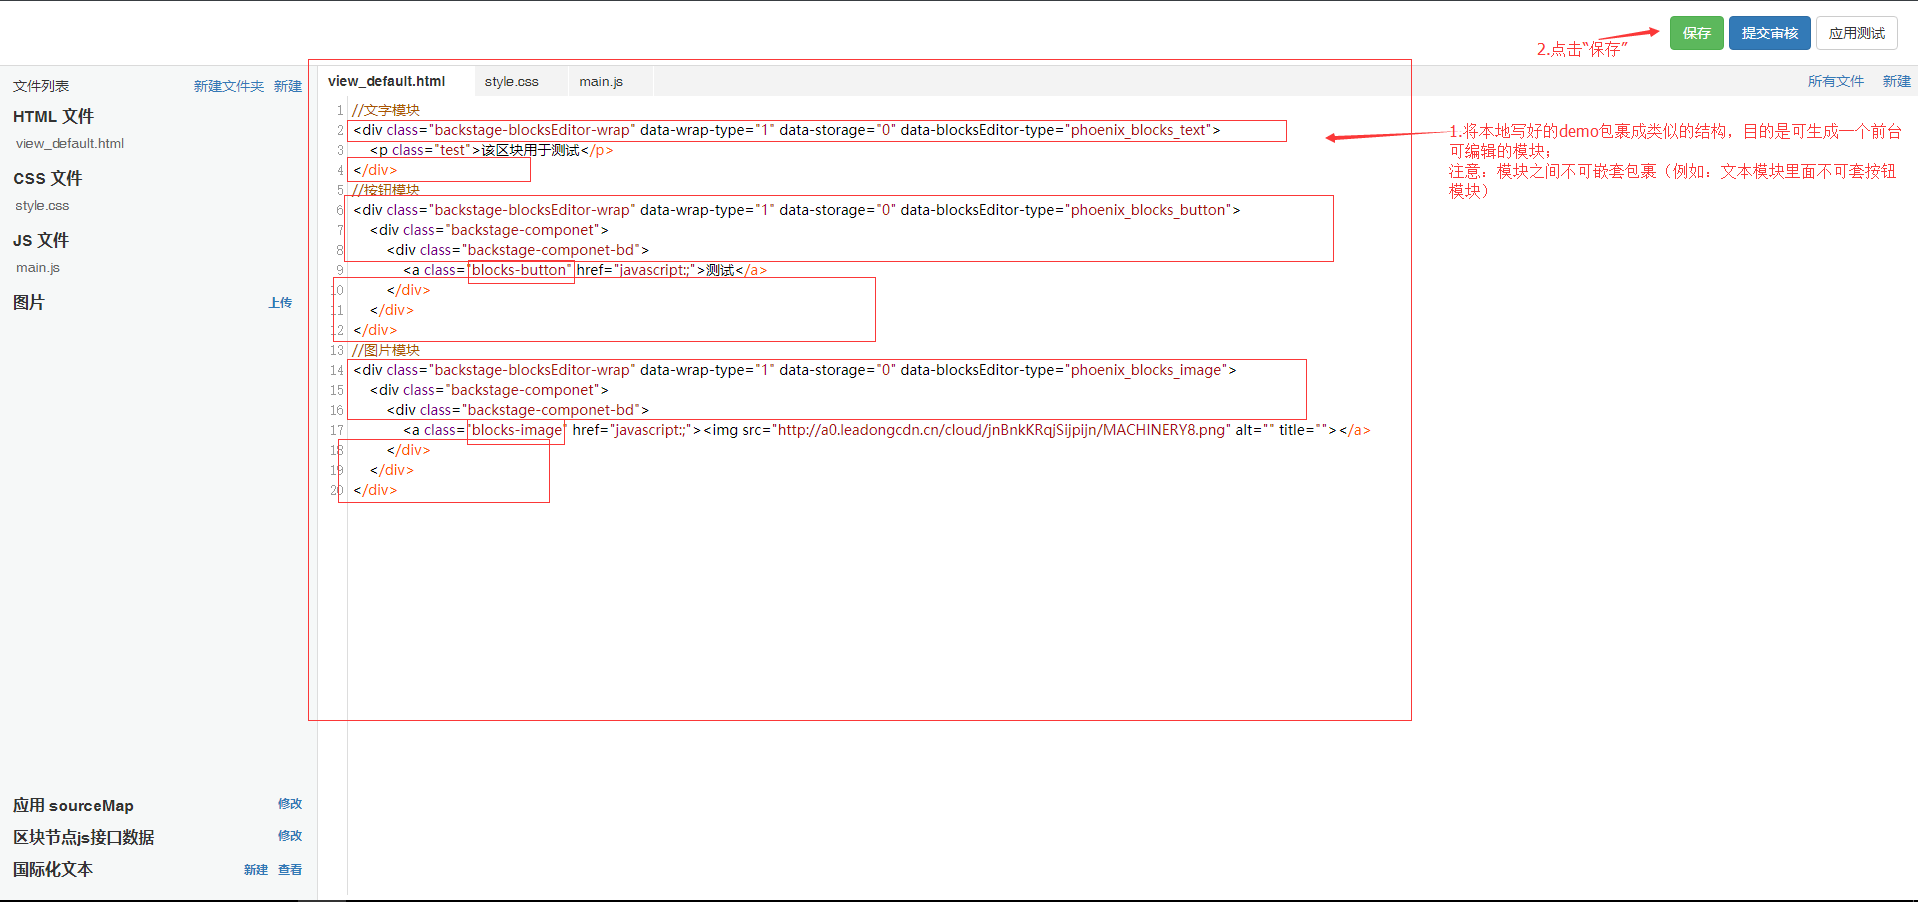 保存 提交审核 应用测试
2.点击“保存”
文件列表 新建文件夹 新建
view_default.html style.css main.js
所有文件 新建
HTML 文件
view_default.html
CSS 文件
style.css
JS 文件
main.js
图片 上传
1 //文字模块
2 <div class="backstage-blocksEditor-wrap" data-wrap-type="1" data-storage="0" data-blocksEditor-type="phoenix_blocks_text">
3 <p class="test">该区块用于测试</p>
4 </div>
5 //按钮模块
6 <div class="backstage-blocksEditor-wrap" data-wrap-type="1" data-storage="0" data-blocksEditor-type="phoenix_blocks_button">
7 <div class="backstage-componet">
8 <div class="backstage-componet-bd">
9 <a class="blocks-button" href="javascript:;">测试</a>
10 </div>
11 </div>
12 </div>
13 //图片模块
14 <div class="backstage-blocksEditor-wrap" data-wrap-type="1" data-storage="0" data-blocksEditor-type="phoenix_blocks_image">
15 <div class="backstage-componet">
16 <div class="backstage-componet-bd">
17 <a class="blocks-image" href="javascript:;"><img src="http://a0.leadongcdn.cn/cloud/jnBnkKRqjSijpijn/MACHINERY8.png" alt="" title=""></a>
18 </div>
19 </div>
20 </div>
1.将本地写好的demo包裹成类似的结构，目的是可生成一个前台
可编辑的模块；
注意：模块之间不可嵌套包裹（例如：文本模块里面不可套按钮
模块）
应用 sourceMap 修改
区块节点js接口数据 修改
国际化文本 新建 查看